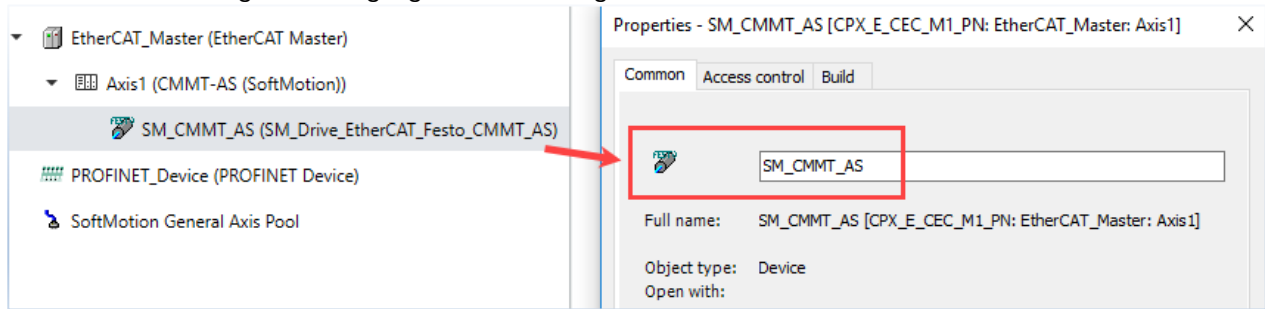 EtherCAT_Master (EtherCAT Master)
Axis1 (CMMT-AS (SoftMotion))
SM_CMMT_AS (SM_Drive_EtherCAT_Festo_CMMT_AS)
PROFINET_Device (PROFINET Device)
SoftMotion General Axis Pool
Properties - SM_CMMT_AS [CPX_E_CEC_M1_PN: EtherCAT_Master: Axis1]
Common Access control Build
SM_CMMT_AS
Full name: SM_CMMT_AS [CPX_E_CEC_M1_PN: EtherCAT_Master: Axis1]
Object type: Device
Open with: